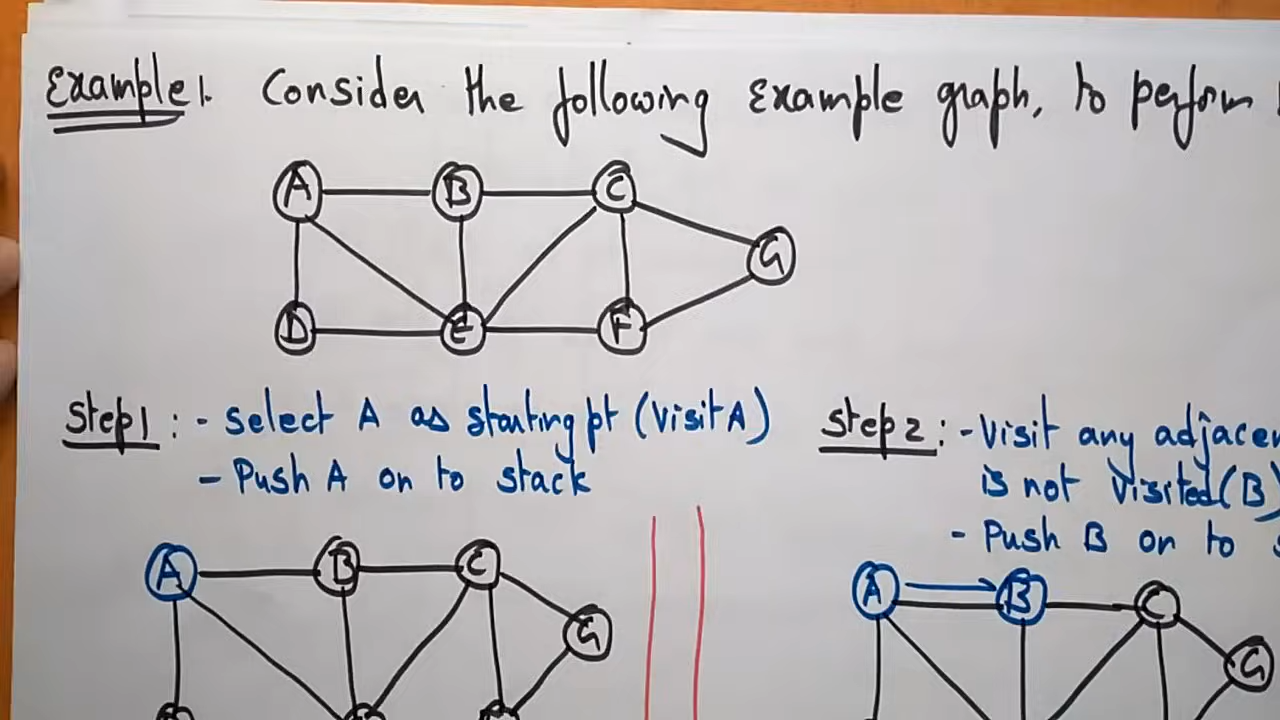 Example 1. Consider the following example graph, to perform
A B C
G
D E F
Step 1 : - Select A as starting pt (Visit A)
- Push A on to stack
Step 2 : - Visit any
is not visited (B)
- Push B on to
A B C
G
A B C
G